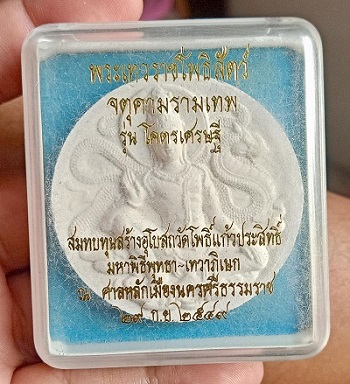 พระเทวราชโพธิสัตว์
จตุคามรามเทพ
รุ่น โคตรเศรษฐี
สมทบทุนสร้างอุโบสถวัดโพธิ์แก้วประสิทธิ์
มหาพิธีพุทธา-เทวาภิเษก
ณ ศาลหลักเมืองนครศรีธรรมราช
๒๙ ก.ย ๒๕๔๙